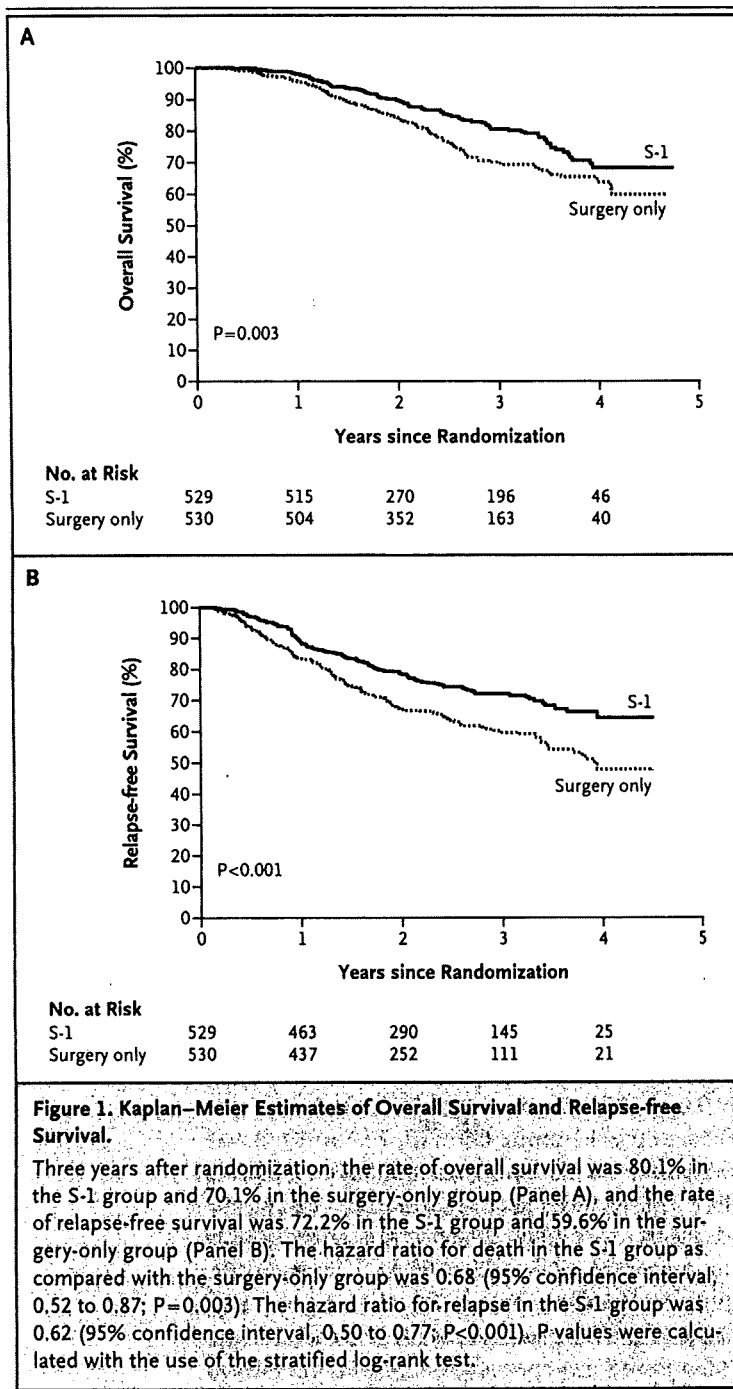 A
100
90
80
70
60
50
40
30
20
10
0
Overall Survival (%)
S-1
Surgery only
P=0.003
0 1 2 3 4 5
Years since Randomization
No. at Risk
S-1 529 515 270 196 46
Surgery only 530 504 352 163 40
B
100
90
80
70
60
50
40
30
20
10
0
Relapse-free Survival (%)
S-1
Surgery only
P<0.001
0 1 2 3 4 5
Years since Randomization
No. at Risk
S-1 529 463 290 145 25
Surgery only 530 437 252 111 21
Figure 1. Kaplan–Meier Estimates of Overall Survival and Relapse-free
Survival.
Three years after randomization, the rate of overall survival was 80.1% in
the S-1 group and 70.1% in the surgery-only group (Panel A), and the rate
of relapse-free survival was 72.2% in the S-1 group and 59.6% in the sur-
gery-only group (Panel B). The hazard ratio for death in the S-1 group as
compared with the surgery-only group was 0.68 (95% confidence interval,
0.52 to 0.87; P=0.003). The hazard ratio for relapse in the S-1 group was
0.62 (95% confidence interval, 0.50 to 0.77; P<0.001). P values were calcu-
lated with the use of the stratified log-rank test.